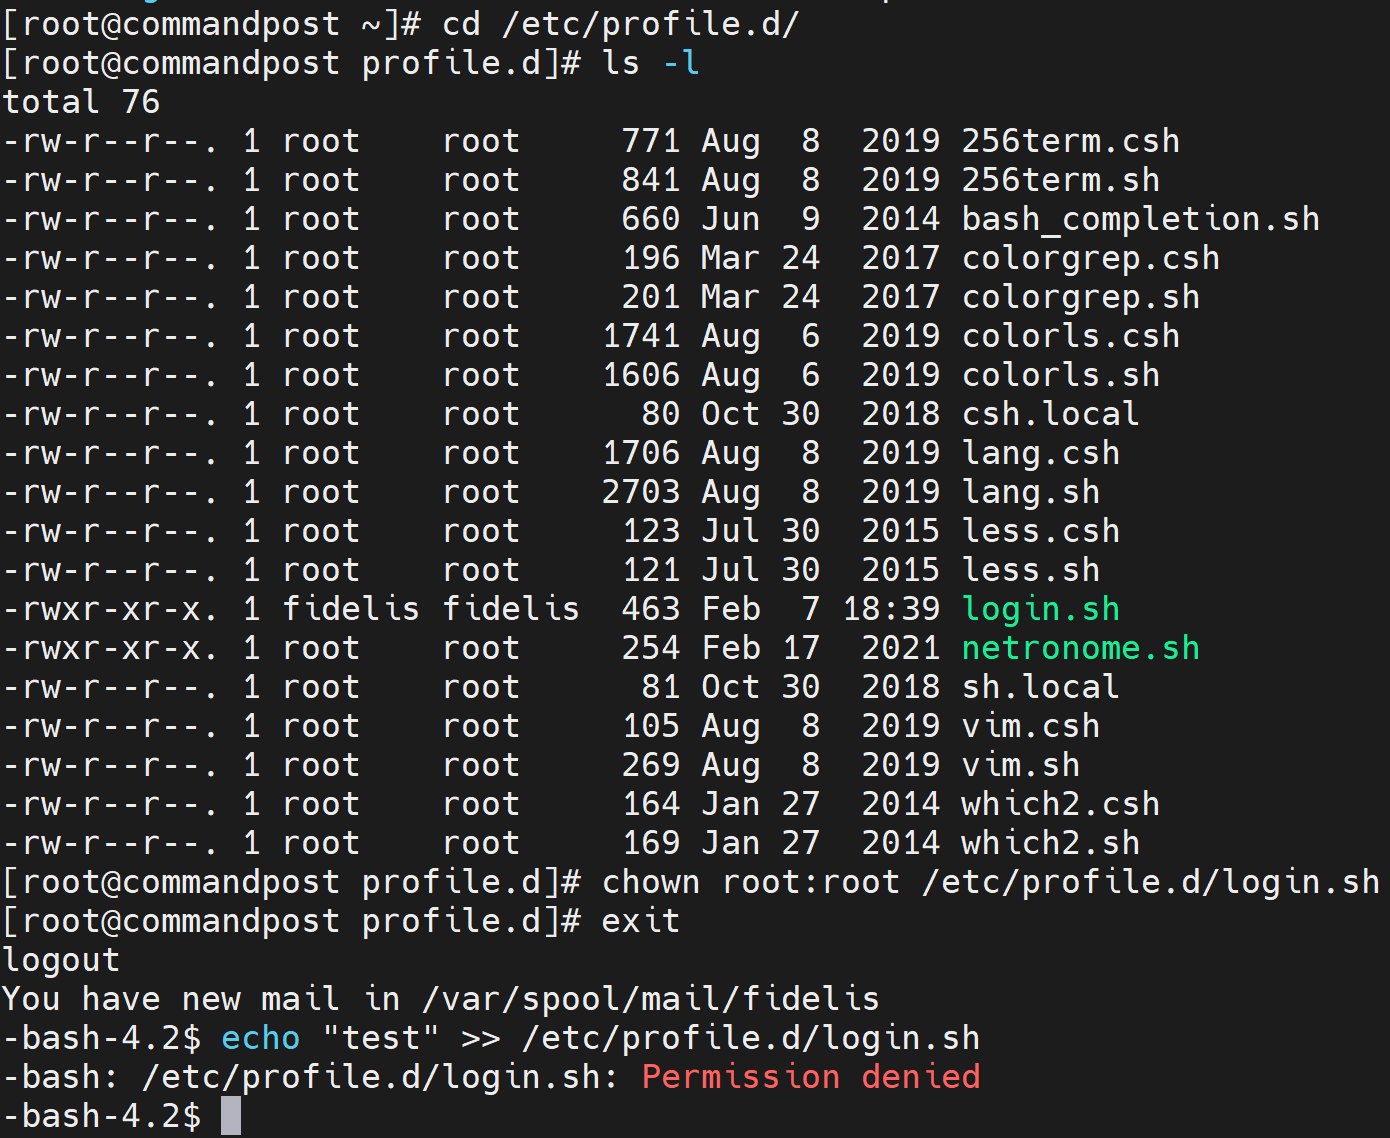 [root@commandpost ~]# cd /etc/profile.d/
[root@commandpost profile.d]# ls -l
total 76
-rw-r--r--. 1 root    root     771 Aug  8  2019 256term.csh
-rw-r--r--. 1 root    root     841 Aug  8  2019 256term.sh
-rw-r--r--. 1 root    root     660 Jun  9  2014 bash_completion.sh
-rw-r--r--. 1 root    root     196 Mar 24  2017 colorgrep.csh
-rw-r--r--. 1 root    root     201 Mar 24  2017 colorgrep.sh
-rw-r--r--. 1 root    root    1741 Aug  6  2019 colorls.csh
-rw-r--r--. 1 root    root    1606 Aug  6  2019 colorls.sh
-rw-r--r--. 1 root    root      80 Oct 30  2018 csh.local
-rw-r--r--. 1 root    root    1706 Aug  8  2019 lang.csh
-rw-r--r--. 1 root    root    2703 Aug  8  2019 lang.sh
-rw-r--r--. 1 root    root     123 Jul 30  2015 less.csh
-rw-r--r--. 1 root    root     121 Jul 30  2015 less.sh
-rwxr-xr-x. 1 fidelis fidelis  463 Feb  7 18:39 login.sh
-rwxr-xr-x. 1 root    root     254 Feb 17  2021 netronome.sh
-rw-r--r--. 1 root    root      81 Oct 30  2018 sh.local
-rw-r--r--. 1 root    root     105 Aug  8  2019 vim.csh
-rw-r--r--. 1 root    root     269 Aug  8  2019 vim.sh
-rw-r--r--. 1 root    root     164 Jan 27  2014 which2.csh
-rw-r--r--. 1 root    root     169 Jan 27  2014 which2.sh
[root@commandpost profile.d]# chown root:root /etc/profile.d/login.sh
[root@commandpost profile.d]# exit
logout
You have new mail in /var/spool/mail/fidelis
-bash-4.2$ echo "test" >> /etc/profile.d/login.sh
-bash: /etc/profile.d/login.sh: Permission denied
-bash-4.2$